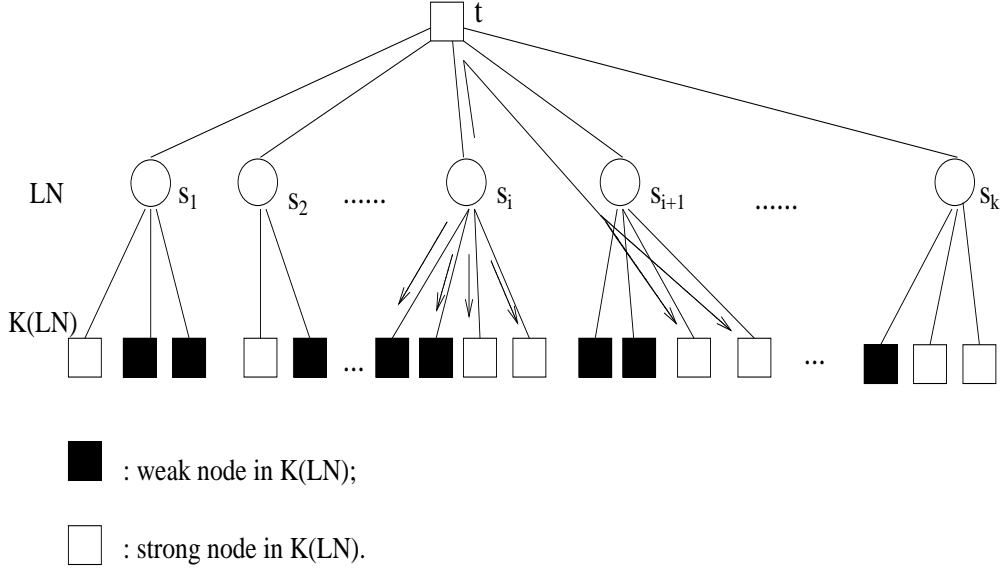 t
LN s₁ s₂ ...... sᵢ sᵢ₊₁ ...... sₖ
K(LN)
... ...
: weak node in K(LN);
: strong node in K(LN).